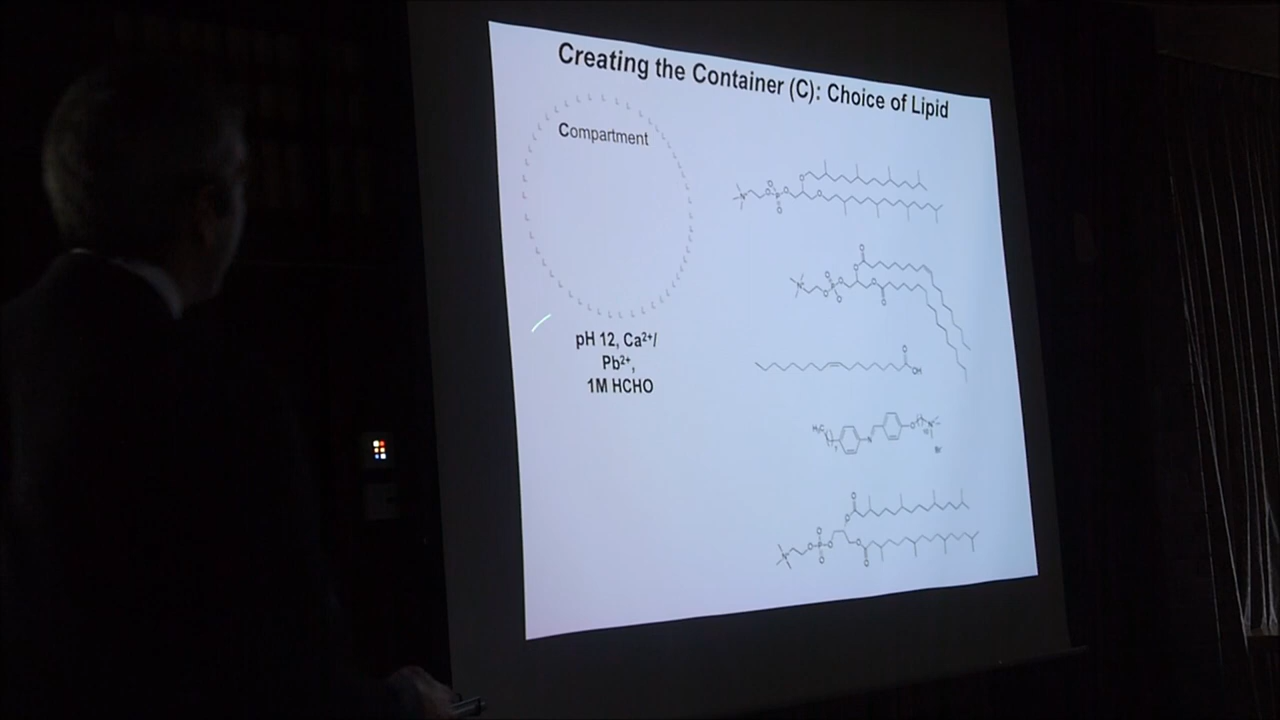 Creating the Container (C): Choice of Lipid
Compartment
pH 12, Ca²⁺/
Pb²⁺,
1M HCHO